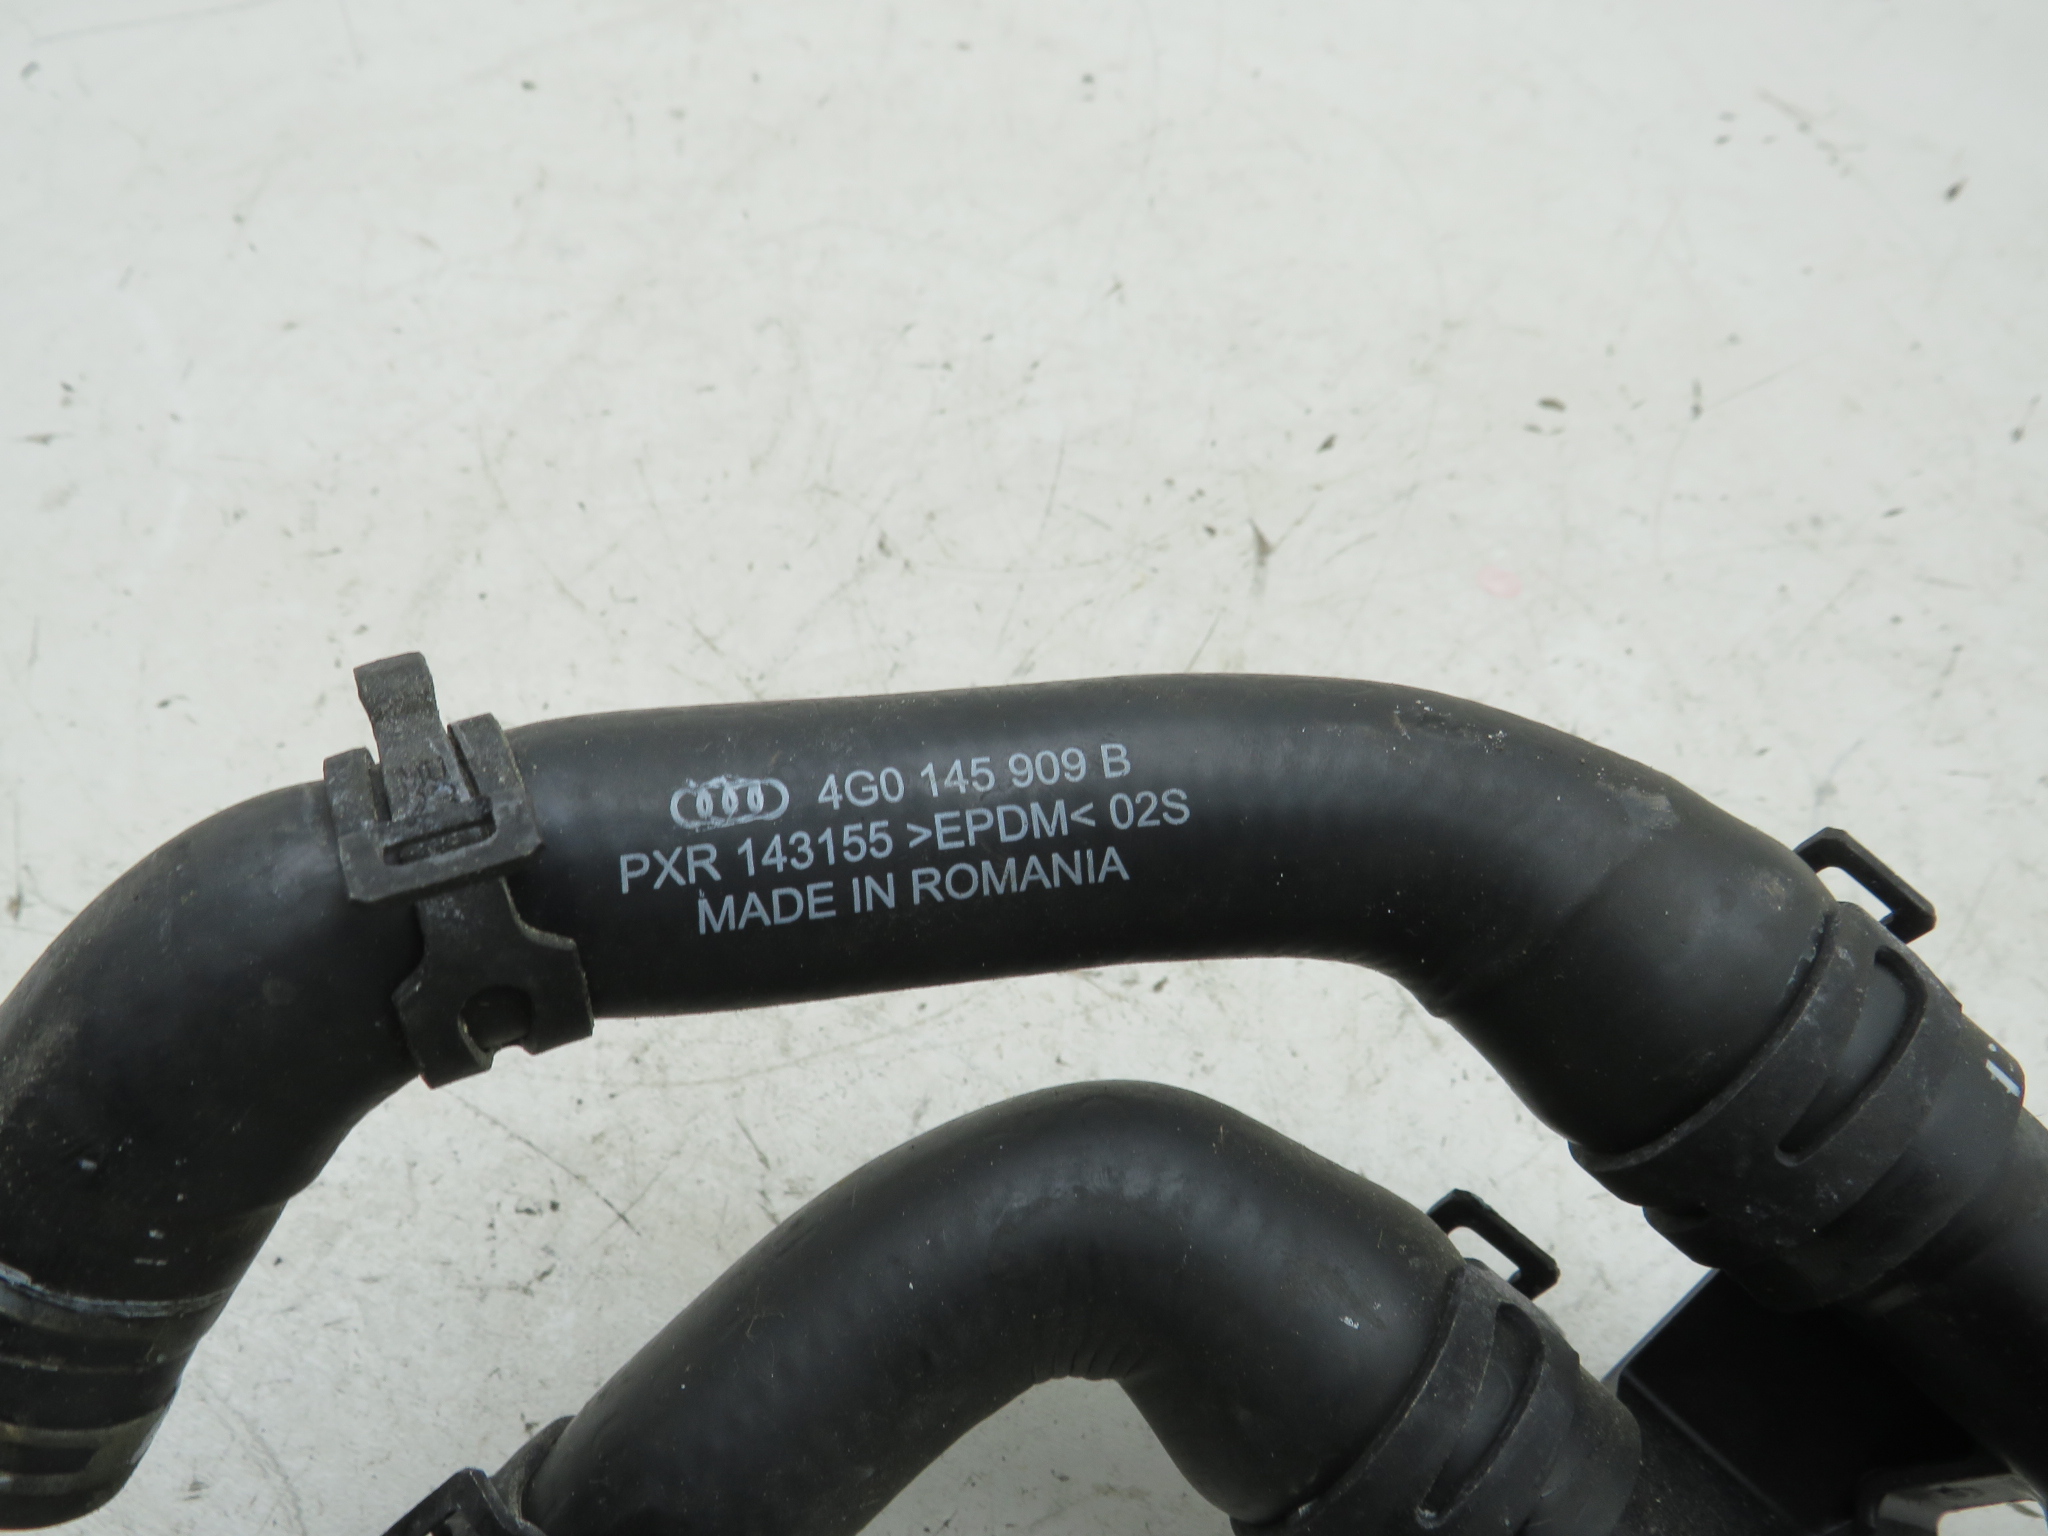 4G0 145 909 B
PXR 143155 >EPDM< 02S
MADE IN ROMANIA